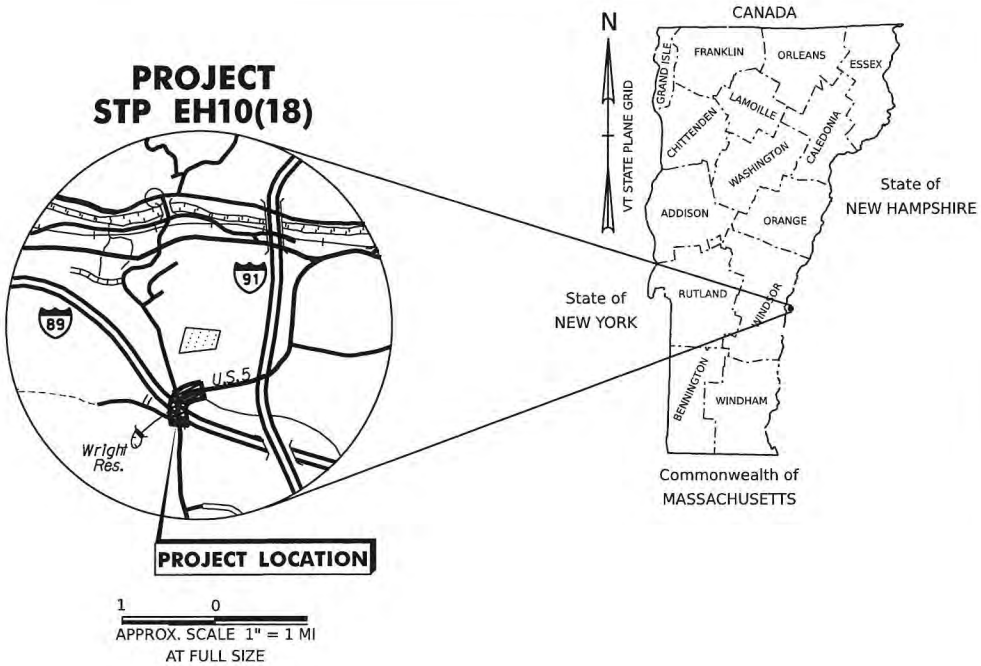 PROJECT
STP EH10(18)
89
91
U.S.5
Wright
Res.
PROJECT LOCATION
1 0
APPROX. SCALE 1" = 1 MI
AT FULL SIZE
N
VT STATE PLANE GRID
CANADA
GRAND ISLE
FRANKLIN
ORLEANS
ESSEX
LAMOILLE
CHITTENDEN
CALEDONIA
WASHINGTON
ADDISON
ORANGE
RUTLAND
WINDSOR
BENNINGTON
WINDHAM
State of
NEW HAMPSHIRE
State of
NEW YORK
Commonwealth of
MASSACHUSETTS